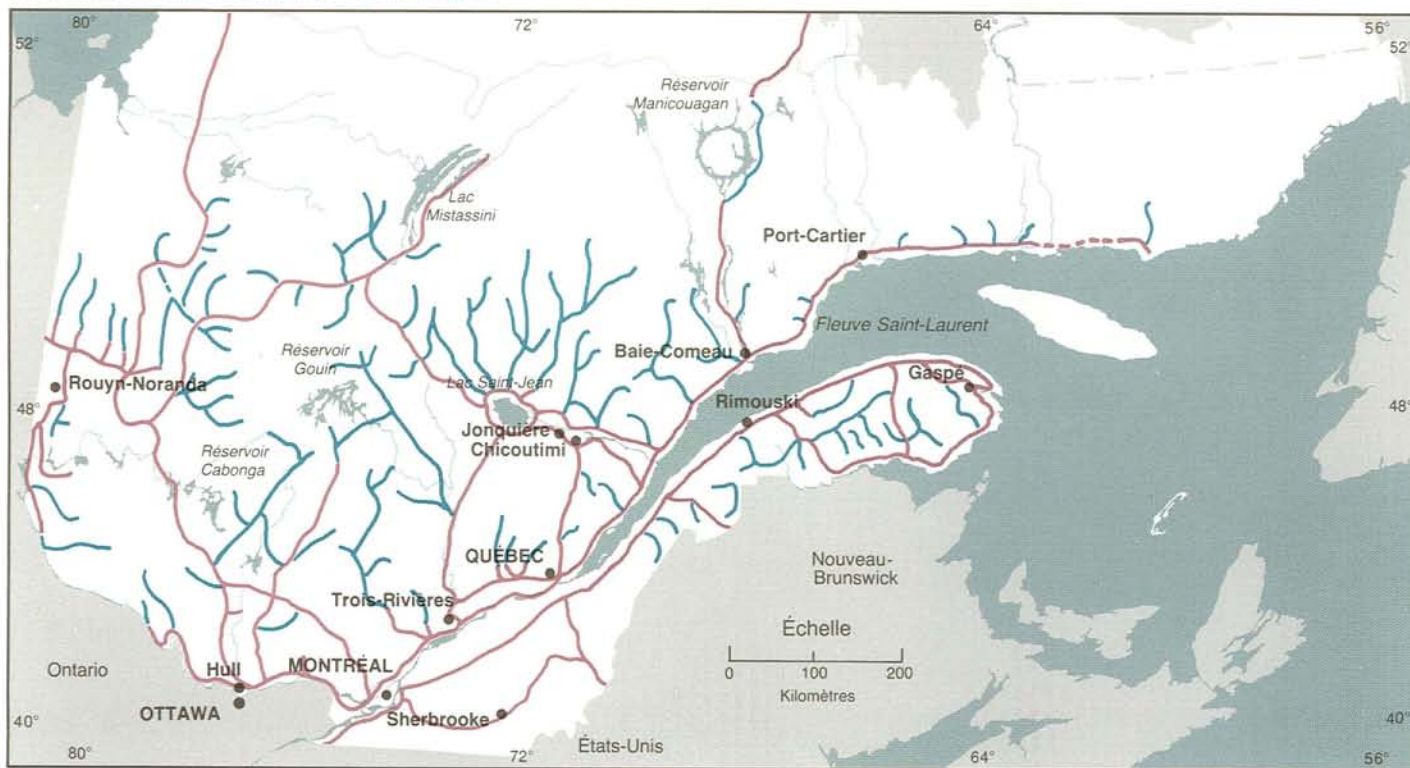 80°
72°
64°
56°
52°
52°
Réservoir
Manicouagan
Lac
Mistassini
Port-Cartier
Fleuve Saint-Laurent
Réservoir
Gouin
Baie-Comeau
Rouyn-Noranda
Lac Saint-Jean
Gaspé
Rimouski
48°
48°
Jonquière
Chicoutimi
Réservoir
Cabonga
QUÉBEC
Nouveau-
Brunswick
Trois-Rivières
Échelle
0 100 200
Kilomètres
Ontario
Hull
MONTRÉAL
OTTAWA
Sherbrooke
40°
40°
États-Unis
80°
72°
64°
56°